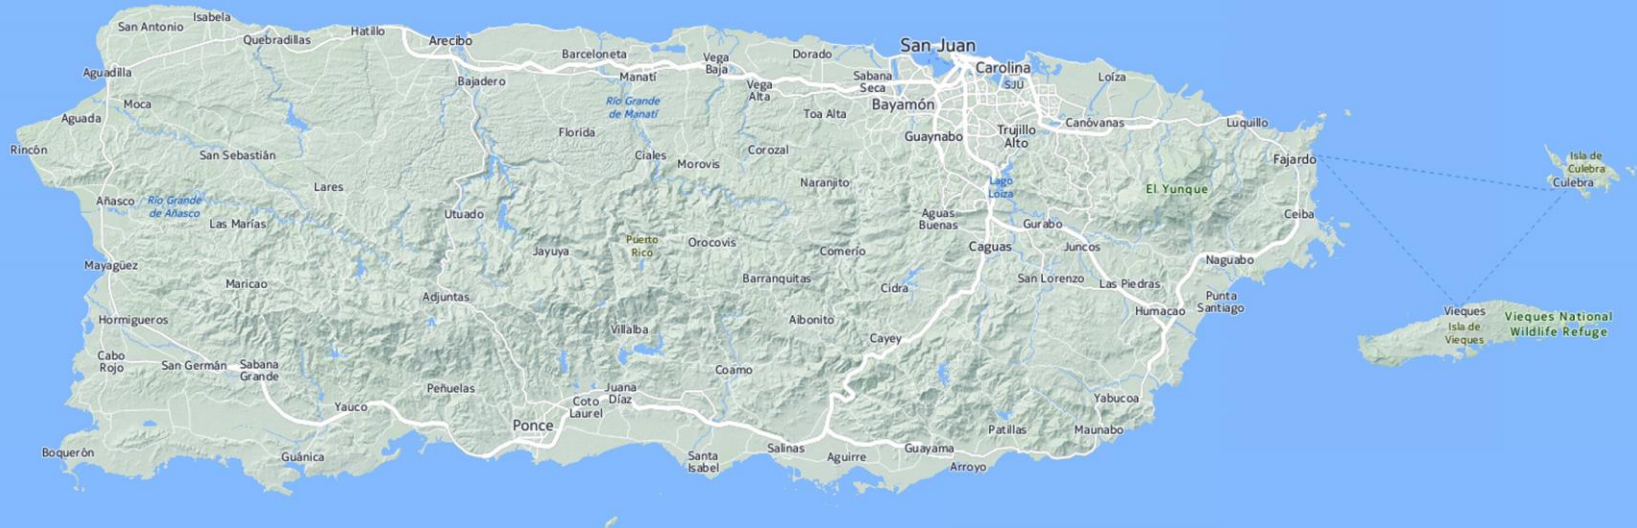 Isabela
San Antonio
Quebradillas
Hatillo
Arecibo
Barceloneta
Vega
Baja
Dorado
San Juan
Carolina
SJU
Loíza
Aguadilla
Bajadero
Manatí
Vega
Alta
Sabana
Seca
Bayamón
Moca
Aguada
Río Grande
de Manatí
Toa Alta
Canóvanas
Luquillo
Florida
Guaynabo
Trujillo
Alto
Rincón
San Sebastián
Ciales
Morovis
Corozal
Fajardo
Isla de
Culebra
Culebra
Lares
Naranjito
Lago
Loíza
El Yunque
Añasco
Río Grande
de Añasco
Las Marías
Utuado
Aguas
Buenas
Gurabo
Ceiba
Puerto
Rico
Jayuya
Orocovis
Comerío
Caguas
Juncos
Naguabo
Mayagüez
Maricao
Adjuntas
Barranquitas
Cidra
San Lorenzo
Las Piedras
Punta
Santiago
Humacao
Hormigueros
Villalba
Aibonito
Cayey
Vieques
Isla de
Vieques
Vieques National
Wildlife Refuge
Cabo
Rojo
San Germán
Sabana
Grande
Coamo
Peñuelas
Juana
Díaz
Coto
Laurel
Yauco
Ponce
Yabucoa
Patillas
Maunabo
Boquerón
Guánica
Santa
Isabel
Salinas
Aguirre
Guayama
Arroyo